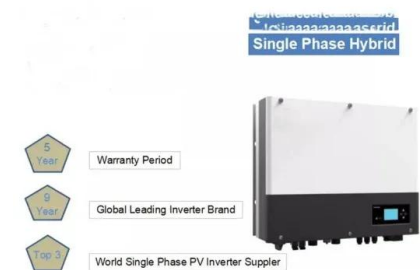 Single Phase Hybrid
5
Year
Warranty Period
9
Year
Global Leading Inverter Brand
Top 3
World Single Phase PV Inverter Suppler